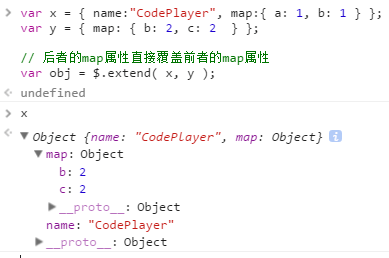 > var x = { name:"CodePlayer", map:{ a: 1, b: 1 } };
var y = { map: { b: 2, c: 2  } };
// 后者的map属性直接覆盖前者的map属性
var obj = $.extend( x, y );
undefined
> x
▼Object {name: "CodePlayer", map: Object} i
▼map: Object
b: 2
c: 2
▶__proto__: Object
name: "CodePlayer"
▶__proto__: Object